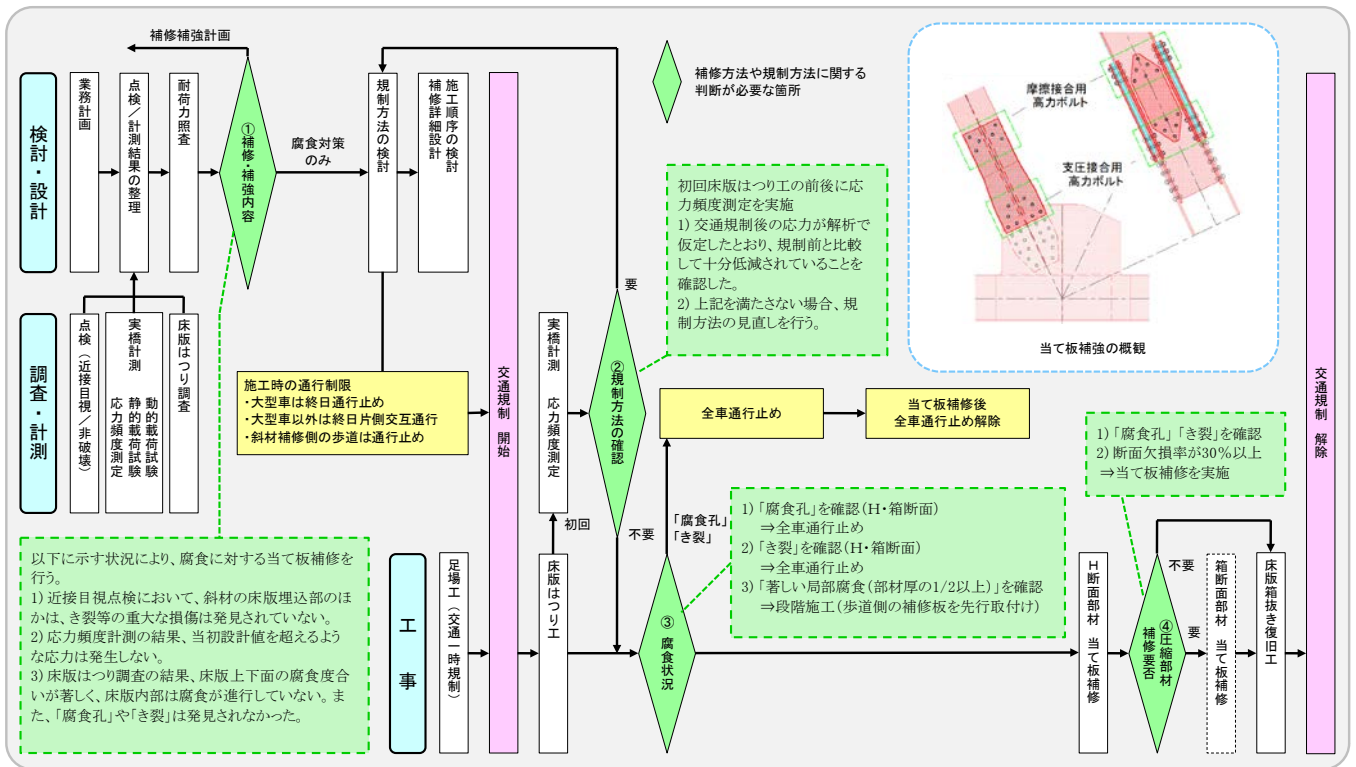 補修補強計画
検討・設計
業務計画
点検／計測結果の整理
耐荷力照査
①補修・補強内容
腐食対策
のみ
規制方法の検討
施工順序の検討
補修詳細設計
補修方法や規制方法に関する
判断が必要な箇所
摩擦接合用
高力ボルト
支圧接合用
高力ボルト
当て板補強の概観
初回床版はつり工の前後に応
力頻度測定を実施
1) 交通規制後の応力が解析で
仮定したとおり、規制前と比較
して十分低減されていることを
確認した。
2) 上記を満たさない場合、規
制方法の見直しを行う。
調査・計測
点検（近接目視／非破壊）
実橋計測
動的載荷試験
静的載荷試験
応力頻度測定
床版はつり調査
施工時の通行制限
・大型車は終日通行止め
・大型車以外は終日片側交互通行
・斜材補修側の歩道は通行止め
交通規制 開始
実橋計測 応力頻度測定
②規制方法の確認
要
不要
初回
全車通行止め
当て板補修後
全車通行止め解除
「腐食孔」
「き裂」
1) 「腐食孔」を確認（H・箱断面）
⇒全車通行止め
2) 「き裂」を確認（H・箱断面）
⇒全車通行止め
3) 「著しい局部腐食（部材厚の1/2以上）」を確認
⇒段階施工（歩道側の補修板を先行取付け）
1) 「腐食孔」「き裂」を確認
2) 断面欠損率が30%以上
⇒当て板補修を実施
以下に示す状況により、腐食に対する当て板補修を
行う。
1) 近接目視点検において、斜材の床版埋込部のほ
かは、き裂等の重大な損傷は発見されていない。
2) 応力頻度計測の結果、当初設計値を超えるよう
な応力は発生しない。
3) 床版はつり調査の結果、床版上下面の腐食度合
いが著しく、床版内部は腐食が進行していない。ま
た、「腐食孔」や「き裂」は発見されなかった。
工事
足場工（交通一時規制）
床版はつり工
③ 腐食状況
H断面部材 当て板補修
④圧縮部材
補修要否
不要
要
箱断面部材 当て板補修
床版箱抜き復旧工
交通規制 解除